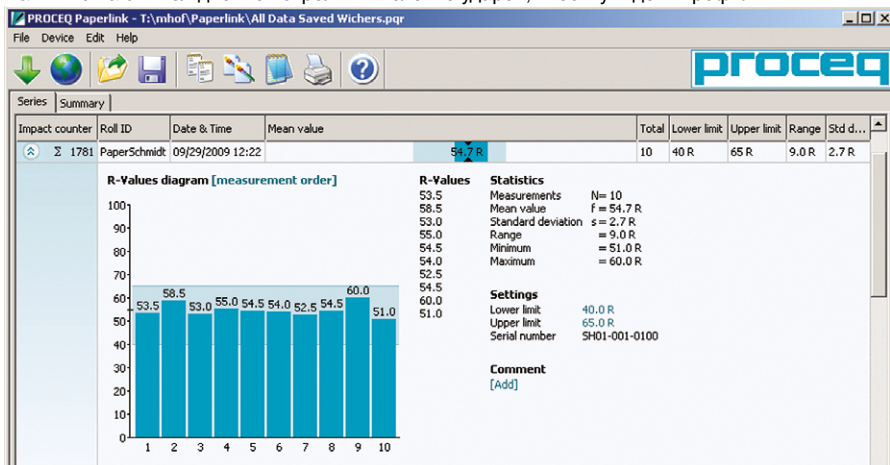 PROCEQ Paperlink - T:\mhof\Paperlink\All Data Saved Wichers.pqr
File Device Edit Help
proceq
Series Summary
Impact counter Roll ID Date & Time Mean value Total Lower limit Upper limit Range Std d...
Σ 1781 PaperSchmidt 09/29/2009 12:22 54.7 R 10 40 R 65 R 9.0 R 2.7 R
R-Values diagram [measurement order]
100
90
80
70
60
50
40
30
20
10
0
53.5 58.5 53.0 55.0 54.5 54.0 52.5 54.5 60.0 51.0
1 2 3 4 5 6 7 8 9 10
R-Values
53.5
58.5
53.0
55.0
54.5
54.0
52.5
54.5
60.0
51.0
Statistics
Measurements N= 10
Mean value f = 54.7 R
Standard deviation s = 2.7 R
Range = 9.0 R
Minimum = 51.0 R
Maximum = 60.0 R
Settings
Lower limit 40.0 R
Upper limit 65.0 R
Serial number SH01-001-0100
Comment
[Add]